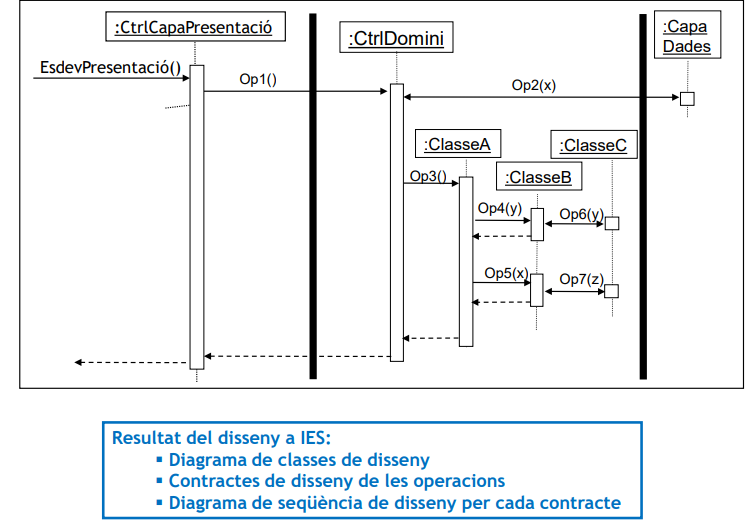 :CtrlCapaPresentació
:CtrlDomini
:Capa
Dades
EsdevPresentació()
Op1()
Op2(x)
:ClasseA
:ClasseC
:ClasseB
Op3()
Op4(y)
Op6(y)
Op5(x)
Op7(z)
Resultat del disseny a IES:
▪ Diagrama de classes de disseny
▪ Contractes de disseny de les operacions
▪ Diagrama de seqüència de disseny per cada contracte